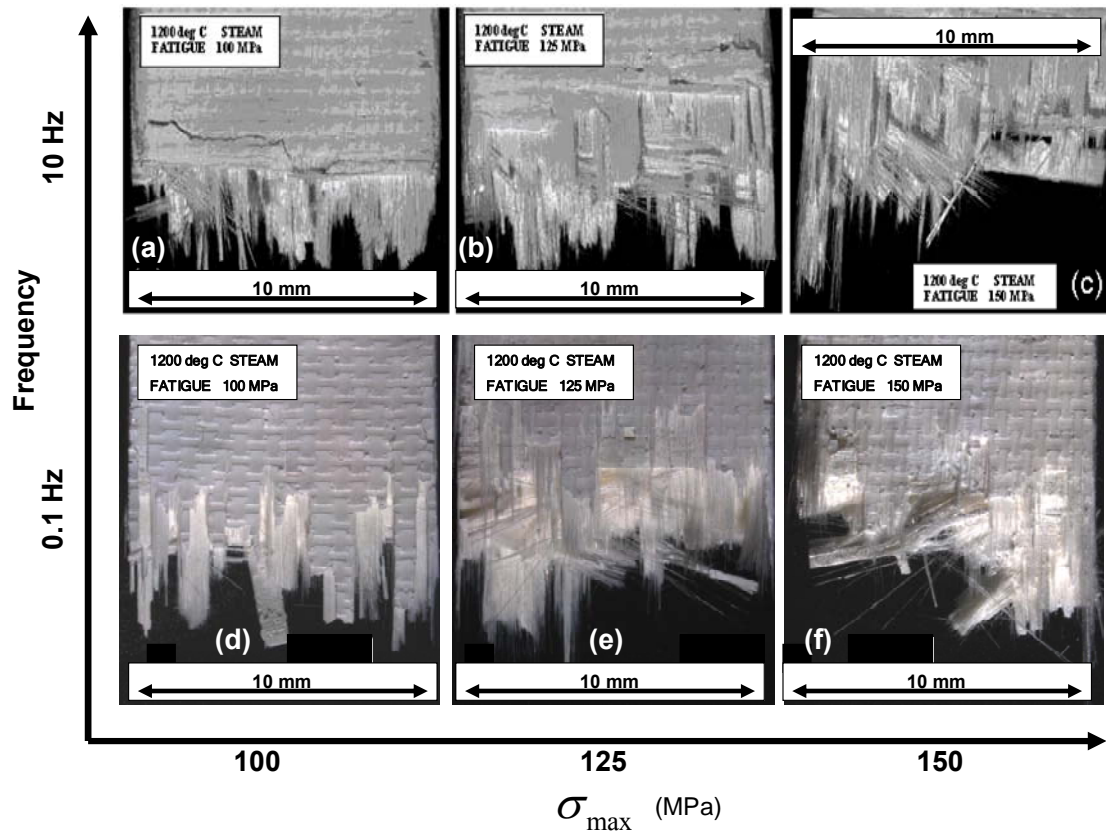 1200 deg C STEAM
FATIGUE 100 MPa
(a)
10 mm
1200 deg C STEAM
FATIGUE 125 MPa
(b)
10 mm
10 mm
1200 deg C STEAM
FATIGUE 150 MPa
(c)
10 Hz
Frequency
0.1 Hz
1200 deg C STEAM
FATIGUE 100 MPa
(d)
10 mm
1200 deg C STEAM
FATIGUE 125 MPa
(e)
10 mm
1200 deg C STEAM
FATIGUE 150 MPa
(f)
10 mm
100
125
150
σmax (MPa)